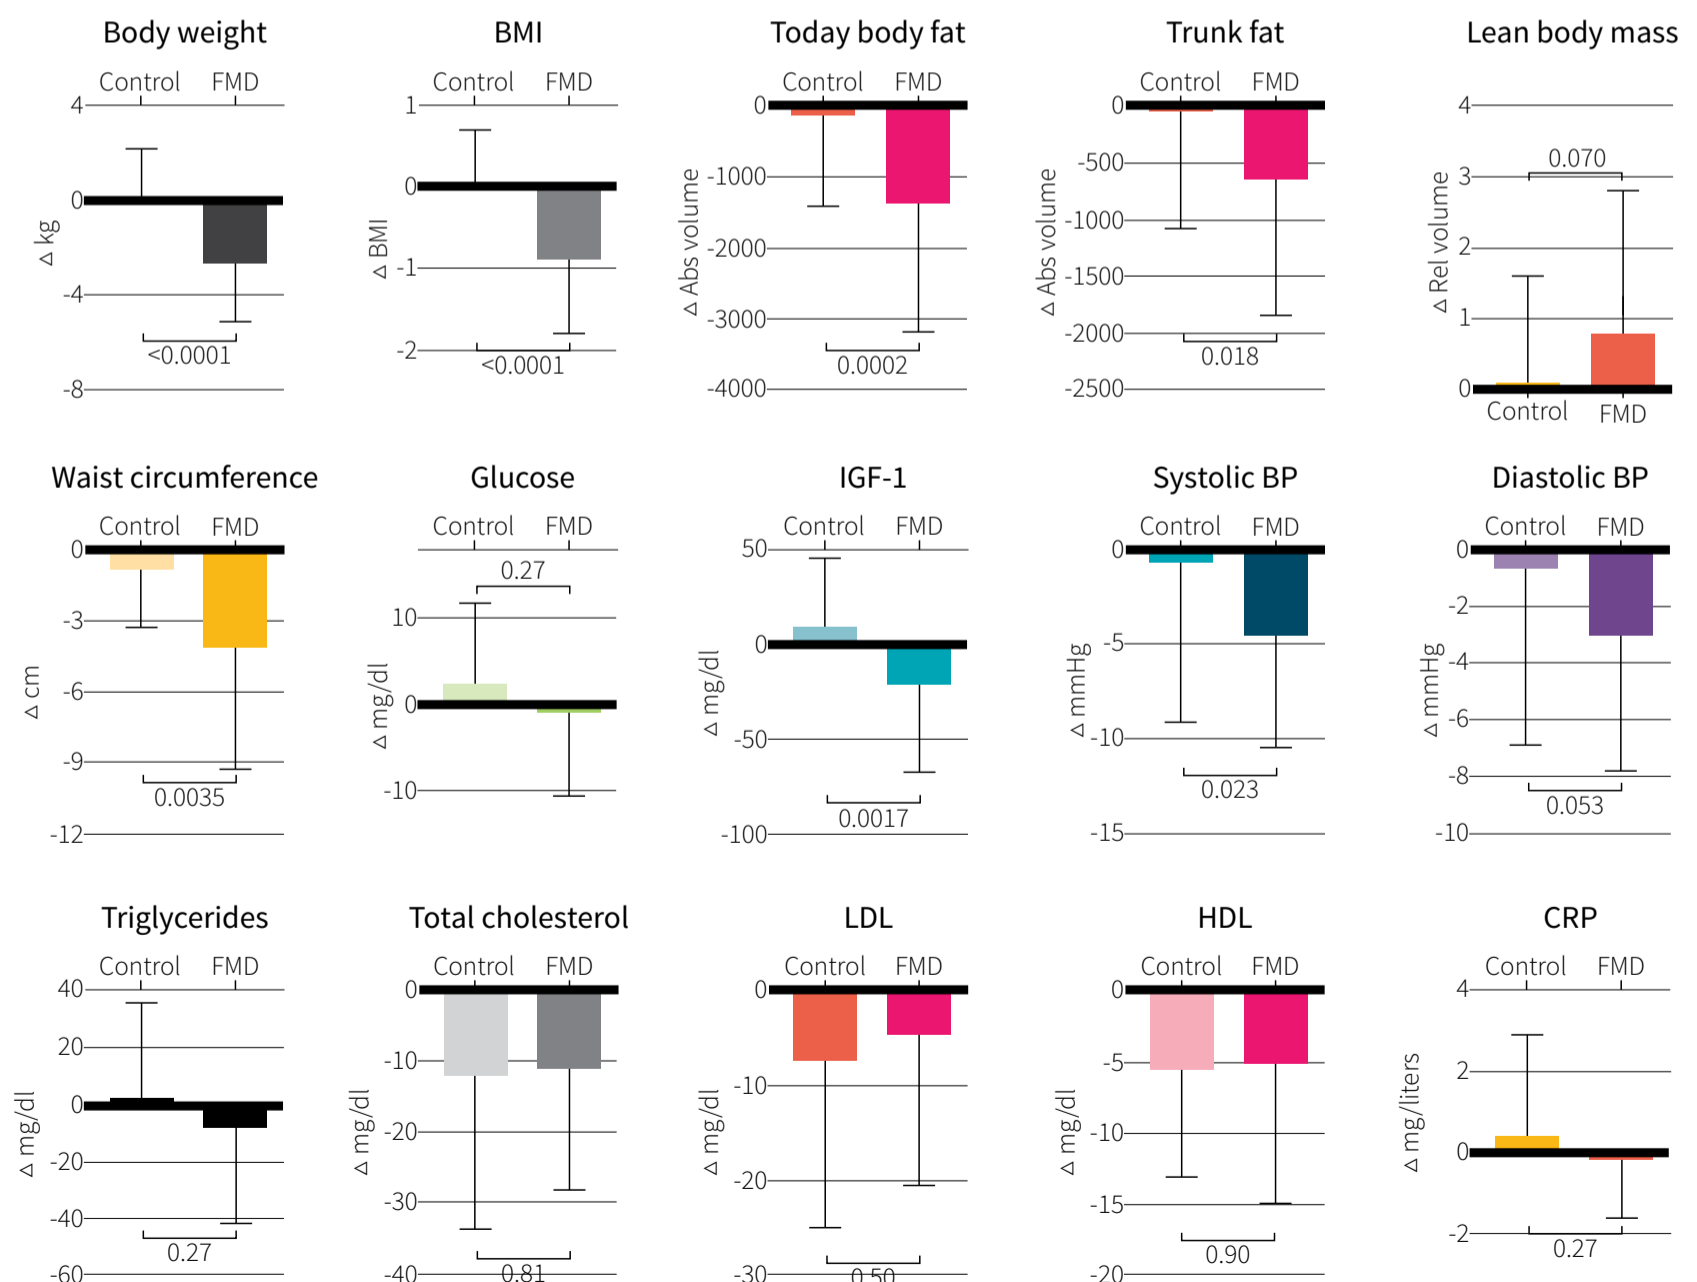 Body weight
Control FMD
4
0
-4
-8
Δ kg
<0.0001
BMI
Control FMD
1
0
-1
-2
Δ BMI
<0.0001
Today body fat
Control FMD
0
-1000
-2000
-3000
-4000
Δ Abs volume
0.0002
Trunk fat
Control FMD
0
-500
-1000
-1500
-2000
-2500
Δ Abs volume
0.018
Lean body mass
4
3
2
1
0
Δ Rel volume
0.070
Control FMD
Waist circumference
Control FMD
0
-3
-6
-9
-12
Δ cm
0.0035
Glucose
Control FMD
0.27
10
0
-10
Δ mg/dl
IGF-1
Control FMD
50
0
-50
-100
Δ mg/dl
0.0017
Systolic BP
Control FMD
0
-5
-10
-15
Δ mmHg
0.023
Diastolic BP
Control FMD
0
-2
-4
-6
-8
-10
Δ mmHg
0.053
Triglycerides
Control FMD
40
20
0
-20
-40
-60
Δ mg/dl
0.27
Total cholesterol
Control FMD
0
-10
-20
-30
-40
Δ mg/dl
0.81
LDL
Control FMD
0
-10
-20
-30
Δ mg/dl
0.50
HDL
Control FMD
0
-5
-10
-15
-20
Δ mg/dl
0.90
CRP
Control FMD
4
2
0
-2
Δ mg/liters
0.27